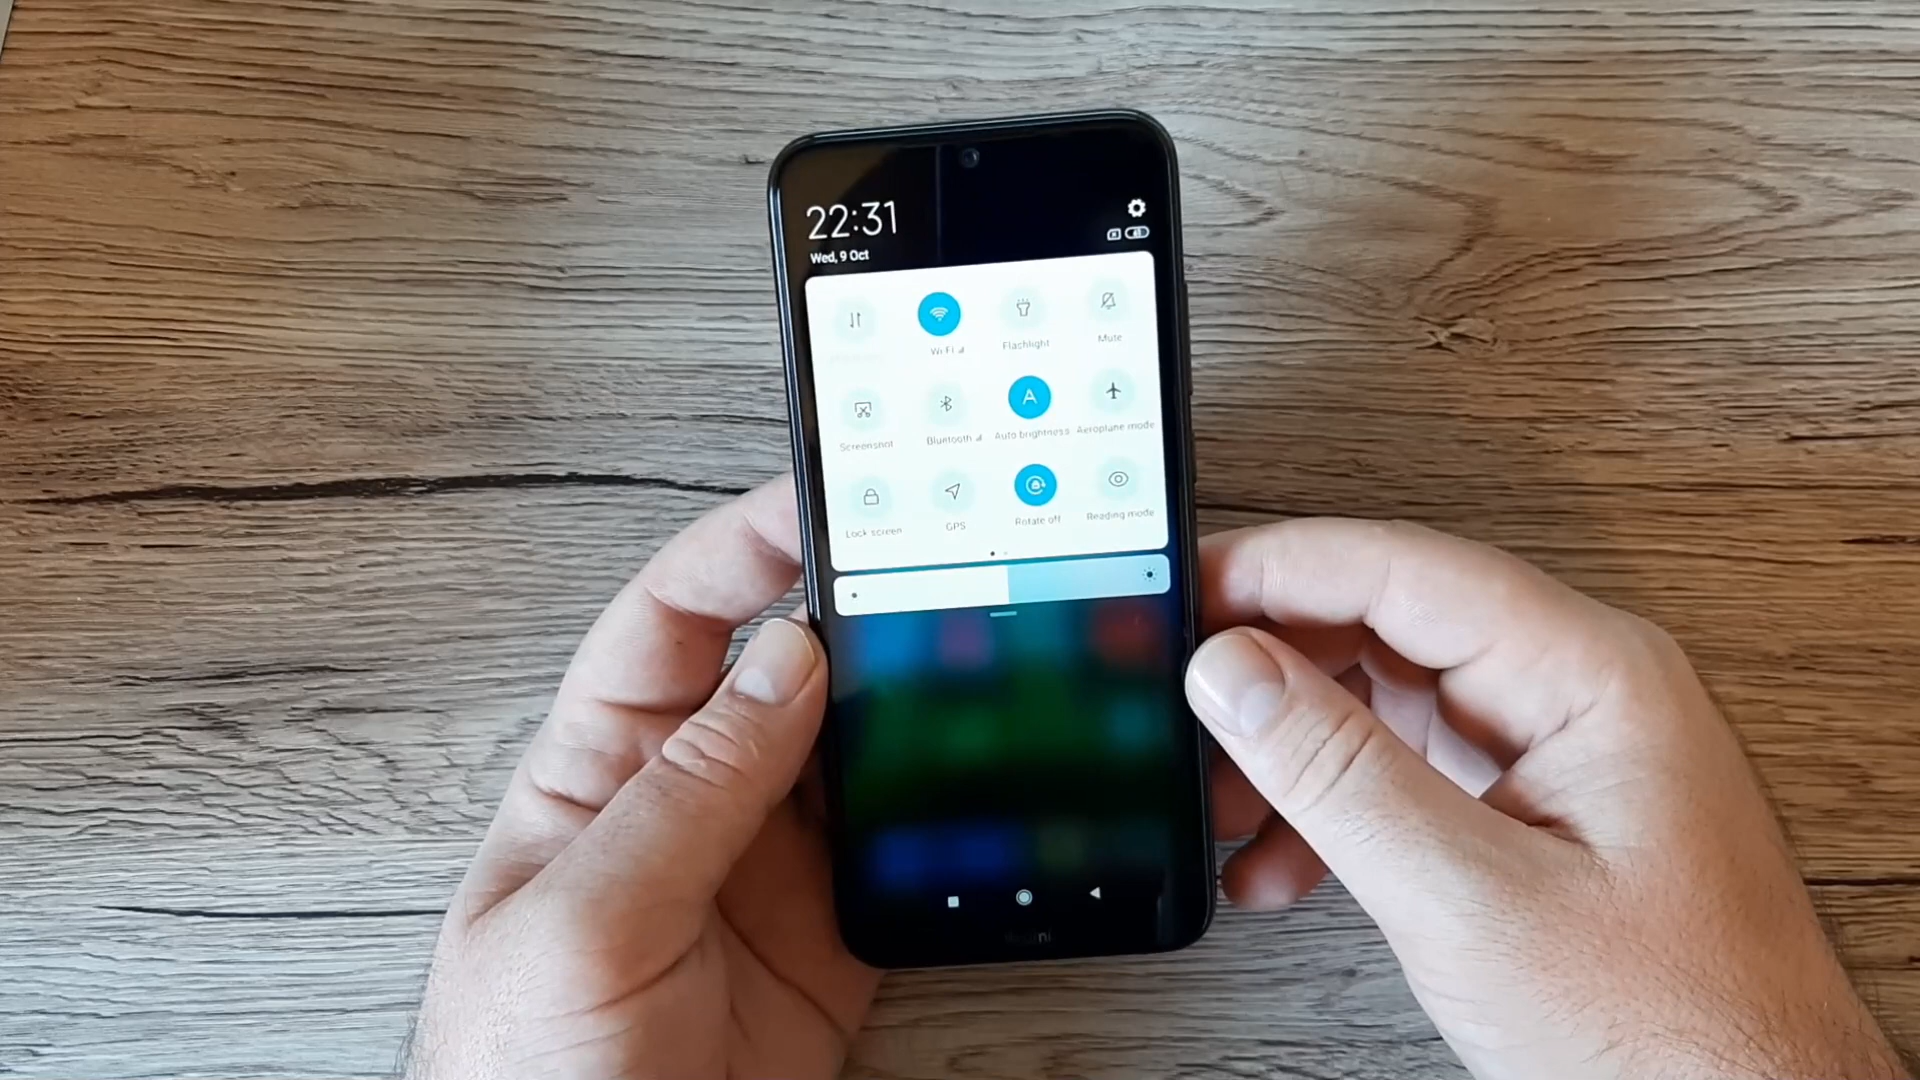 22:31
Wed, 9 Oct
Wi-Fi
Flashlight
Mute
Screenshot
Bluetooth
A
Auto brightness
Aeroplane mode
Lock screen
GPS
Rotate off
Reading mode